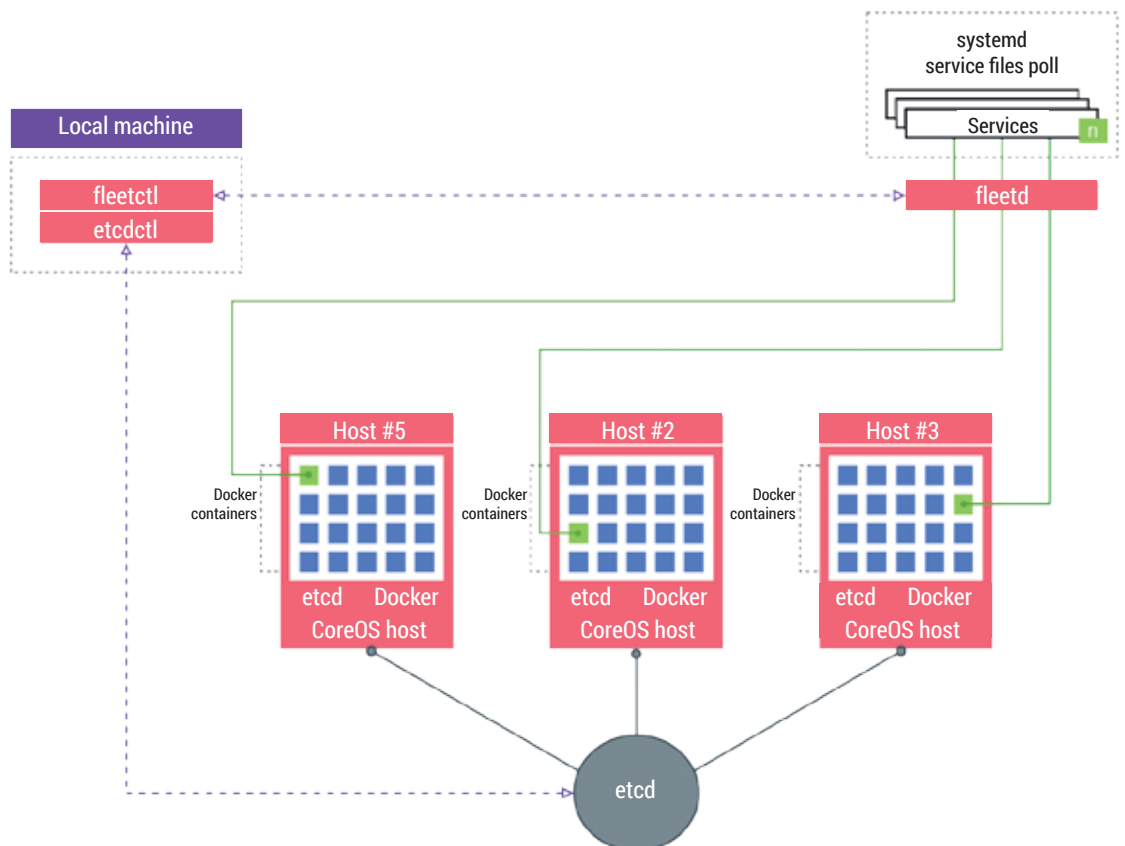 systemd
service files poll
Services
n
Local machine
fleetctl
etcdctl
fleetd
Host #5
Host #2
Host #3
Docker
containers
Docker
containers
Docker
containers
etcd Docker
CoreOS host
etcd Docker
CoreOS host
etcd Docker
CoreOS host
etcd